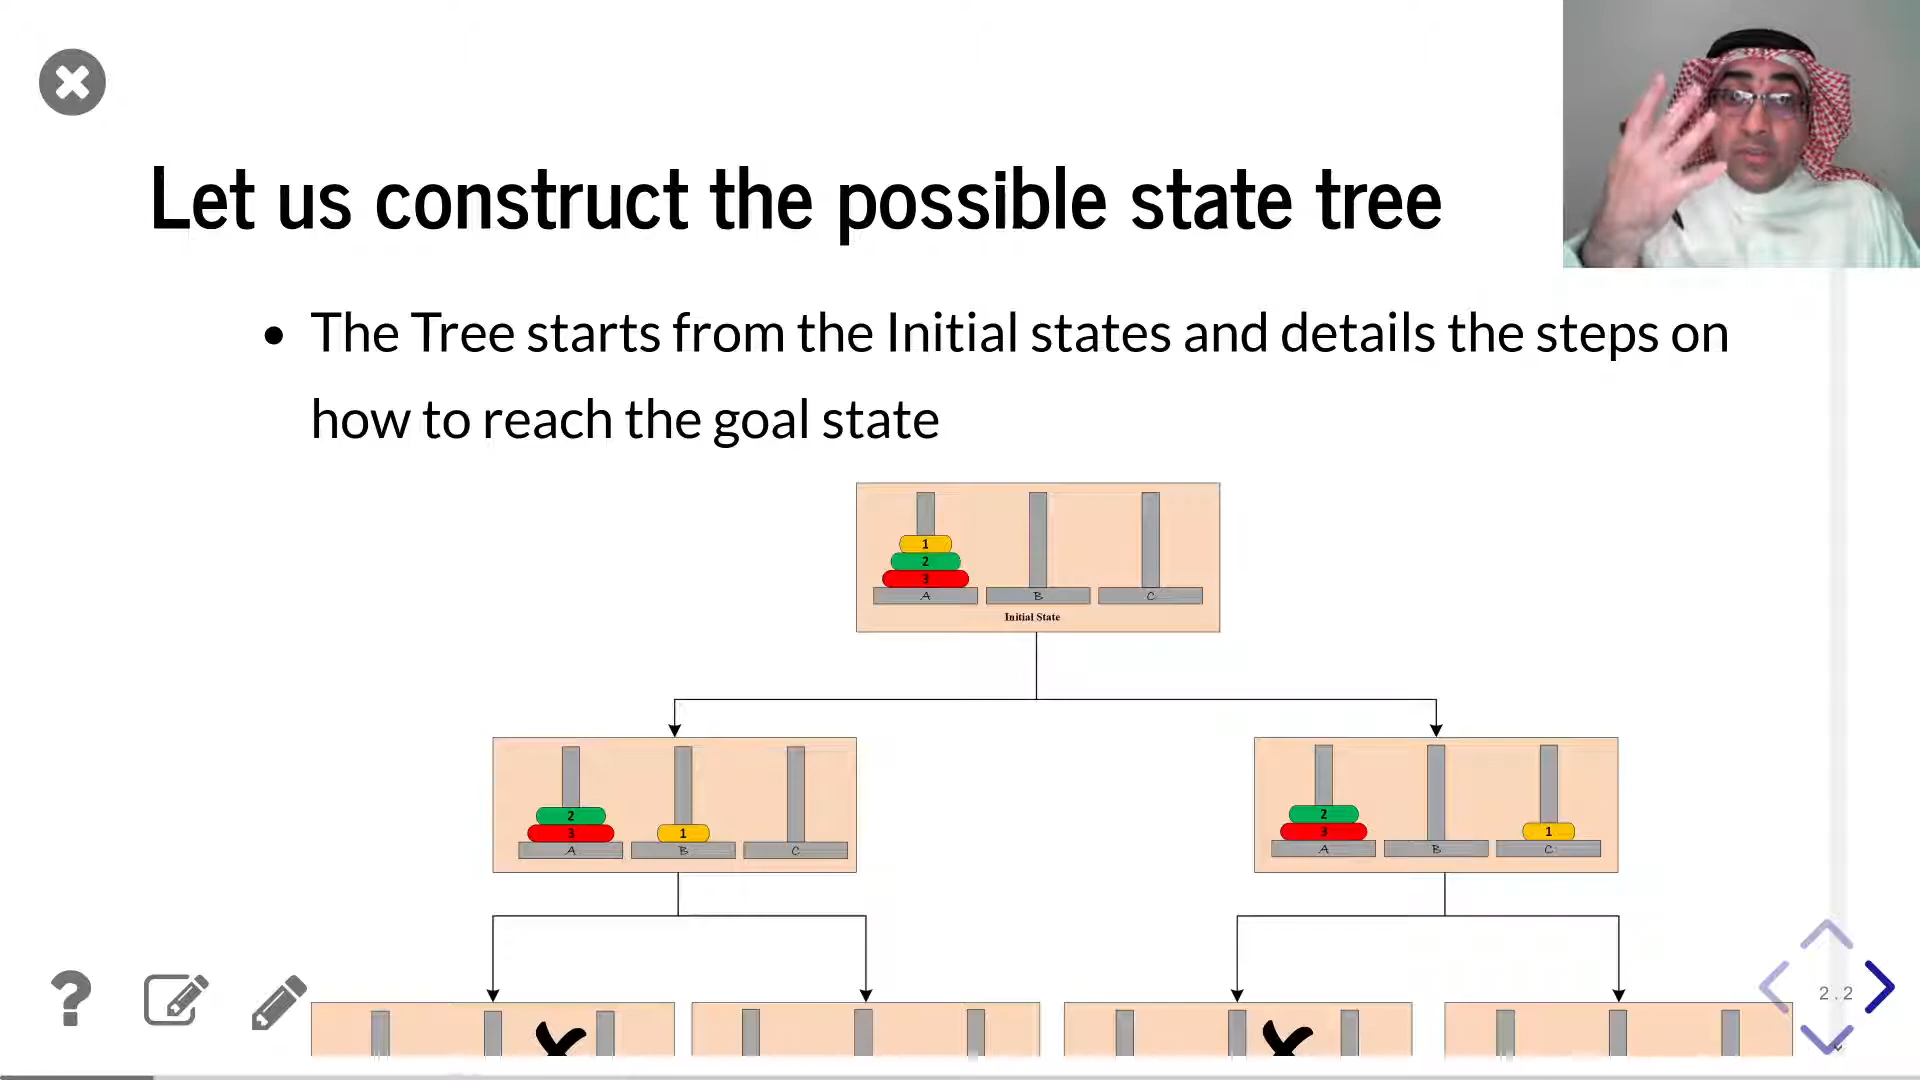 Let us construct the possible state tree
The Tree starts from the Initial states and details the steps on
how to reach the goal state
1
2
3
A B C
Initial State
2
3 1
A B C
2
3 1
A B C
?
2.2